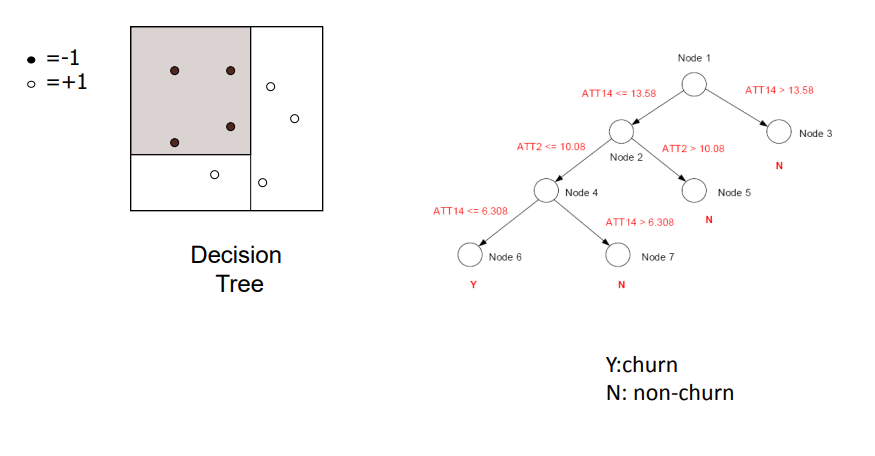 =-1
=+1
Decision
Tree
Node 1
ATT14 <= 13.58
ATT14 > 13.58
Node 3
N
ATT2 <= 10.08
Node 2
ATT2 > 10.08
Node 4
Node 5
N
ATT14 <= 6.308
ATT14 > 6.308
Node 6
Node 7
Y
N
Y:churn
N: non-churn